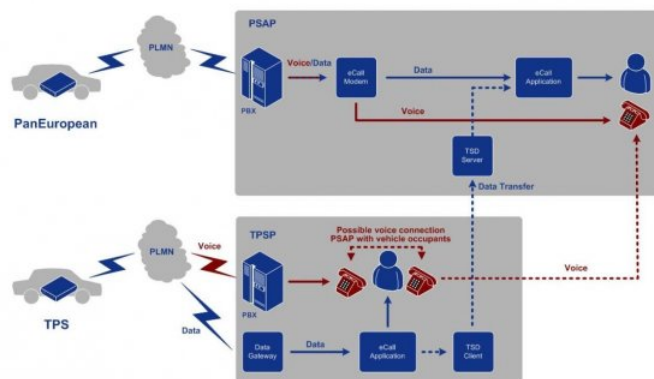 PSAP
PLMN
Voice/Data
eCall
Modem
Data
eCall
Application
PBX
Voice
PanEuropean
TSD
Server
Data Transfer
TPSP
Possible voice connection
PSAP with vehicle occupants
PLMN
Voice
Voice
PBX
TPS
Data
Data
Gateway
Data
eCall
Application
TSD
Client